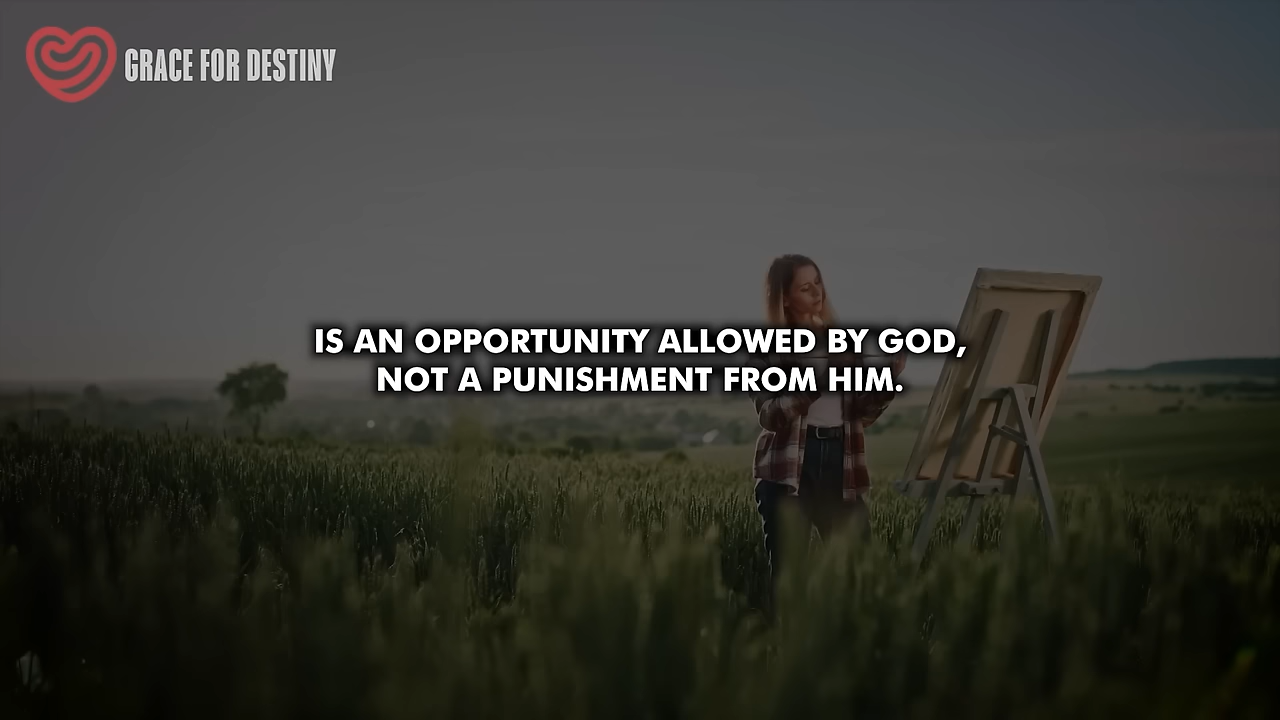 GRACE FOR DESTINY
IS AN OPPORTUNITY ALLOWED BY GOD,
NOT A PUNISHMENT FROM HIM.